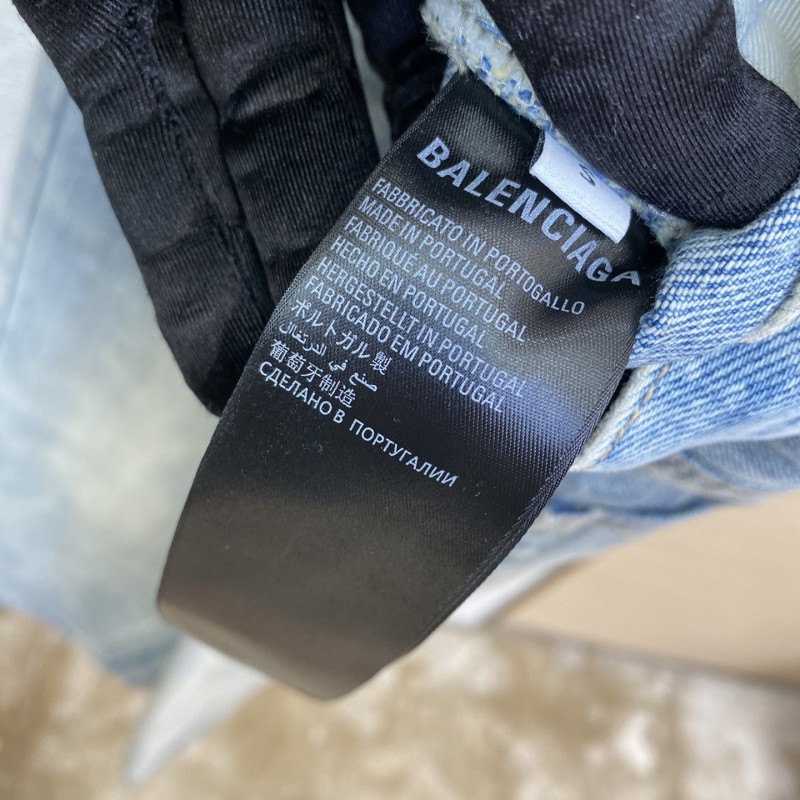 BALENCIAGA
FABBRICATO IN PORTOGALLO
MADE IN PORTUGAL
FABRIQUÉ AU PORTUGAL
HECHO EN PORTUGAL
HERGESTELLT IN PORTUGAL
FABRICADO EM PORTUGAL
ポルトガル製
صنع في البرتغال
葡萄牙制造
СДЕЛАНО В ПОРТУГАЛИИ